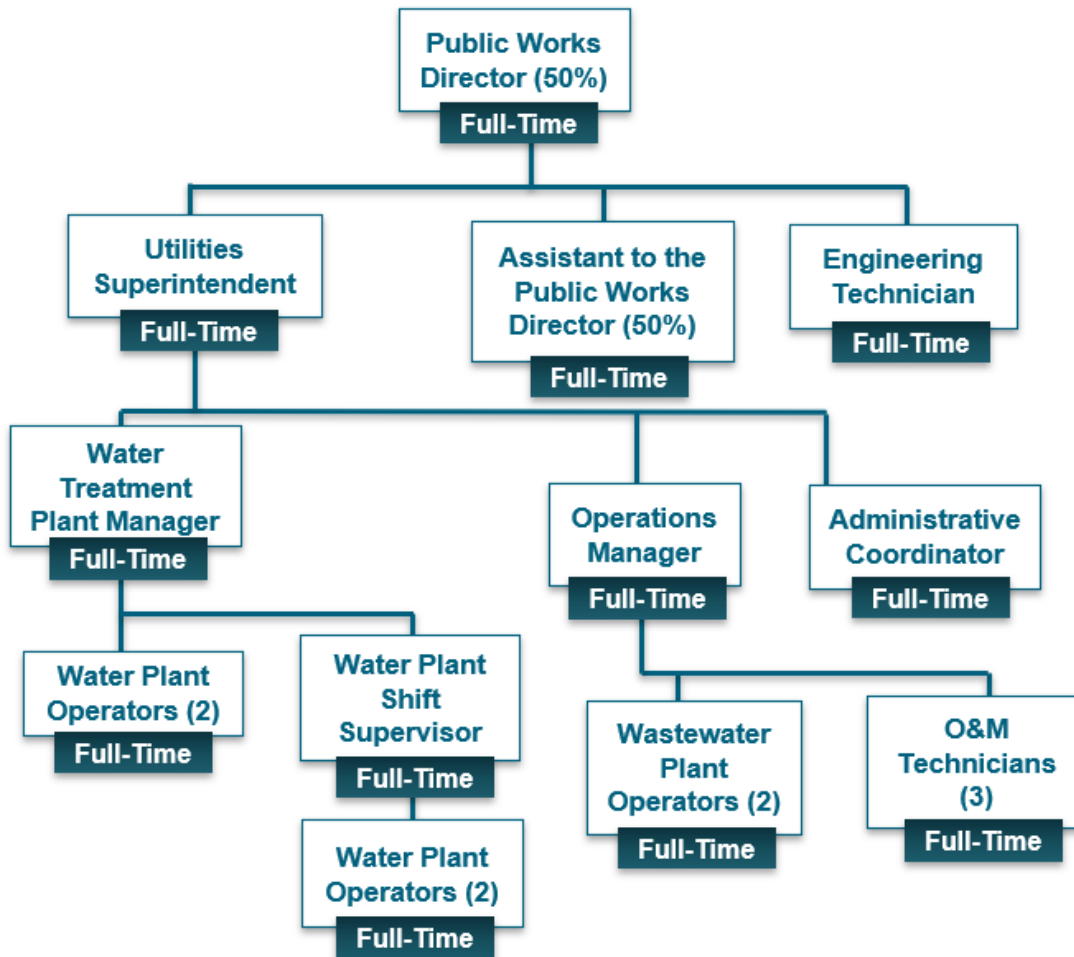 Public Works
Director (50%)
Full-Time
Utilities
Superintendent
Full-Time
Assistant to the
Public Works
Director (50%)
Full-Time
Engineering
Technician
Full-Time
Water
Treatment
Plant Manager
Full-Time
Operations
Manager
Full-Time
Administrative
Coordinator
Full-Time
Water Plant
Operators (2)
Full-Time
Water Plant
Shift
Supervisor
Full-Time
Water Plant
Operators (2)
Full-Time
Wastewater
Plant
Operators (2)
Full-Time
O&M
Technicians
(3)
Full-Time